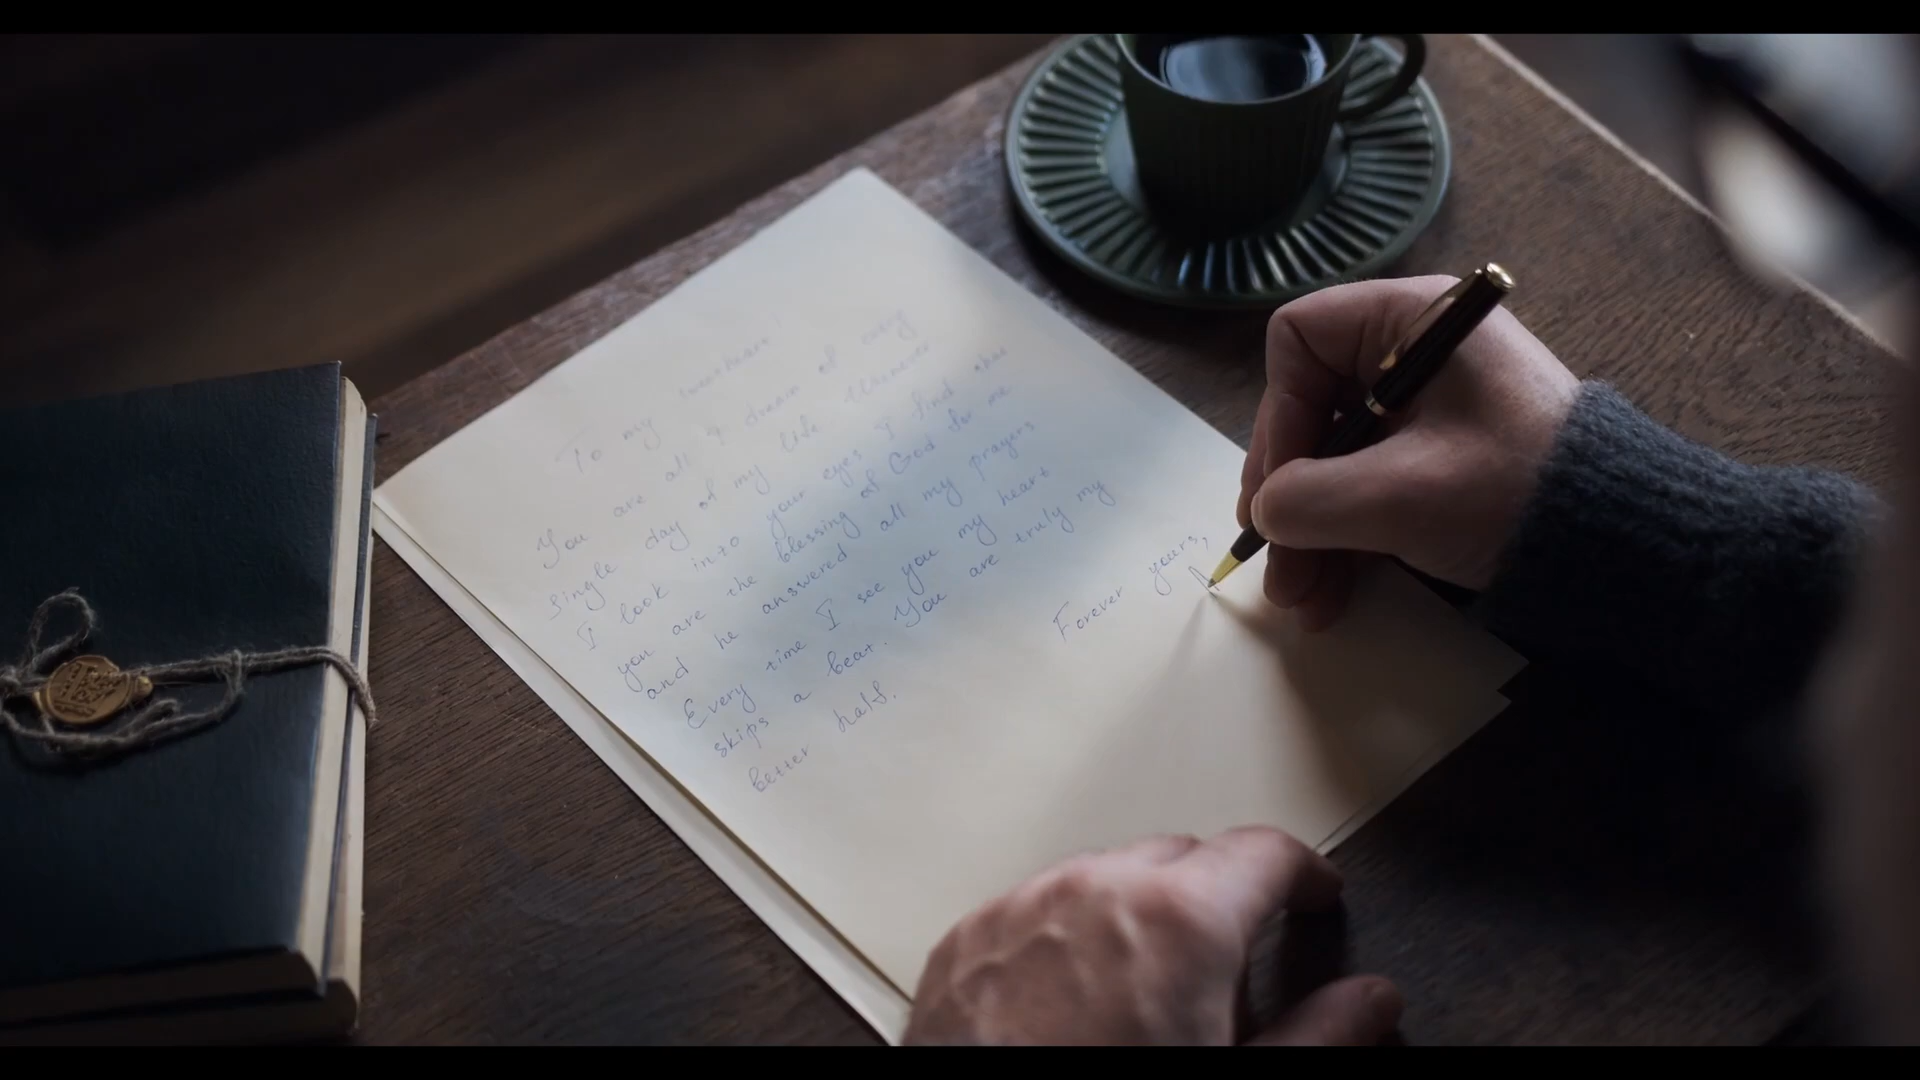 To my sweetheart!
You are all I dream of every
single day of my life. Whenever
I look into your eyes I find that
you are the blessing of God for me
and he answered all my prayers
Every time I see you my heart
skips a beat. You are truly my
better half.
Forever yours,
A